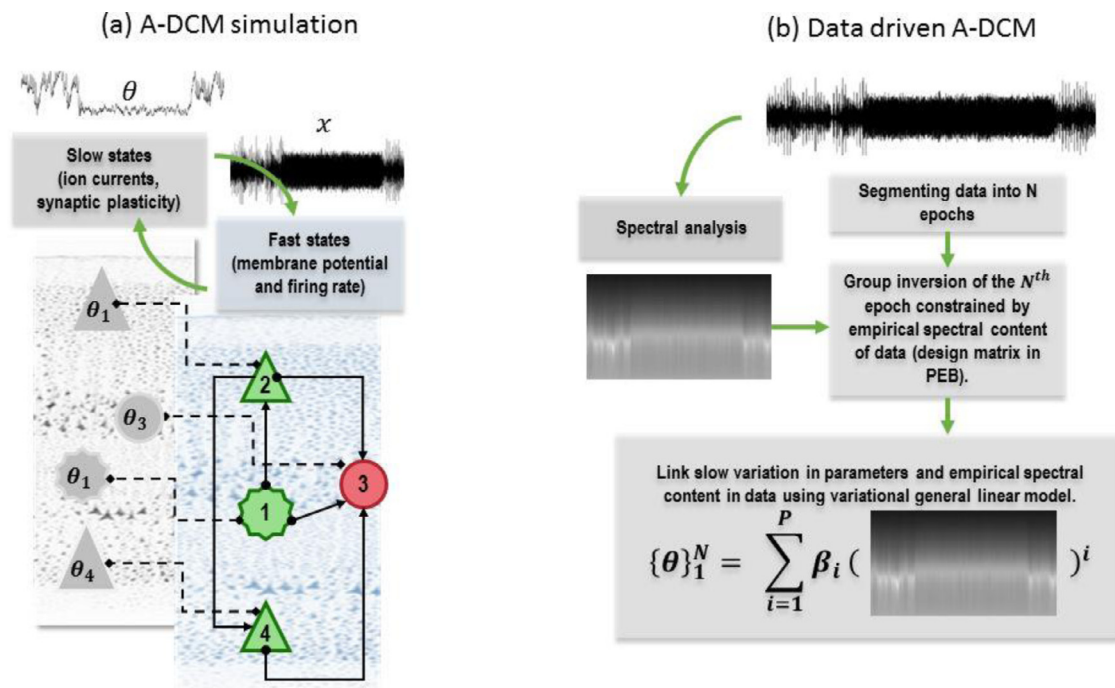 (a) A-DCM simulation
θ
x
Slow states
(ion currents,
synaptic plasticity)
Fast states
(membrane potential
and firing rate)
θ₁
θ₃
θ₁
θ₄
2
1
3
4
(b) Data driven A-DCM
Spectral analysis
Segmenting data into N
epochs
Group inversion of the Nᵗʰ
epoch constrained by
empirical spectral content
of data (design matrix in
PEB).
Link slow variation in parameters and empirical spectral
content in data using variational general linear model.
P
{θ}₁ᴺ = ∑ βᵢ ( )ⁱ
i=1